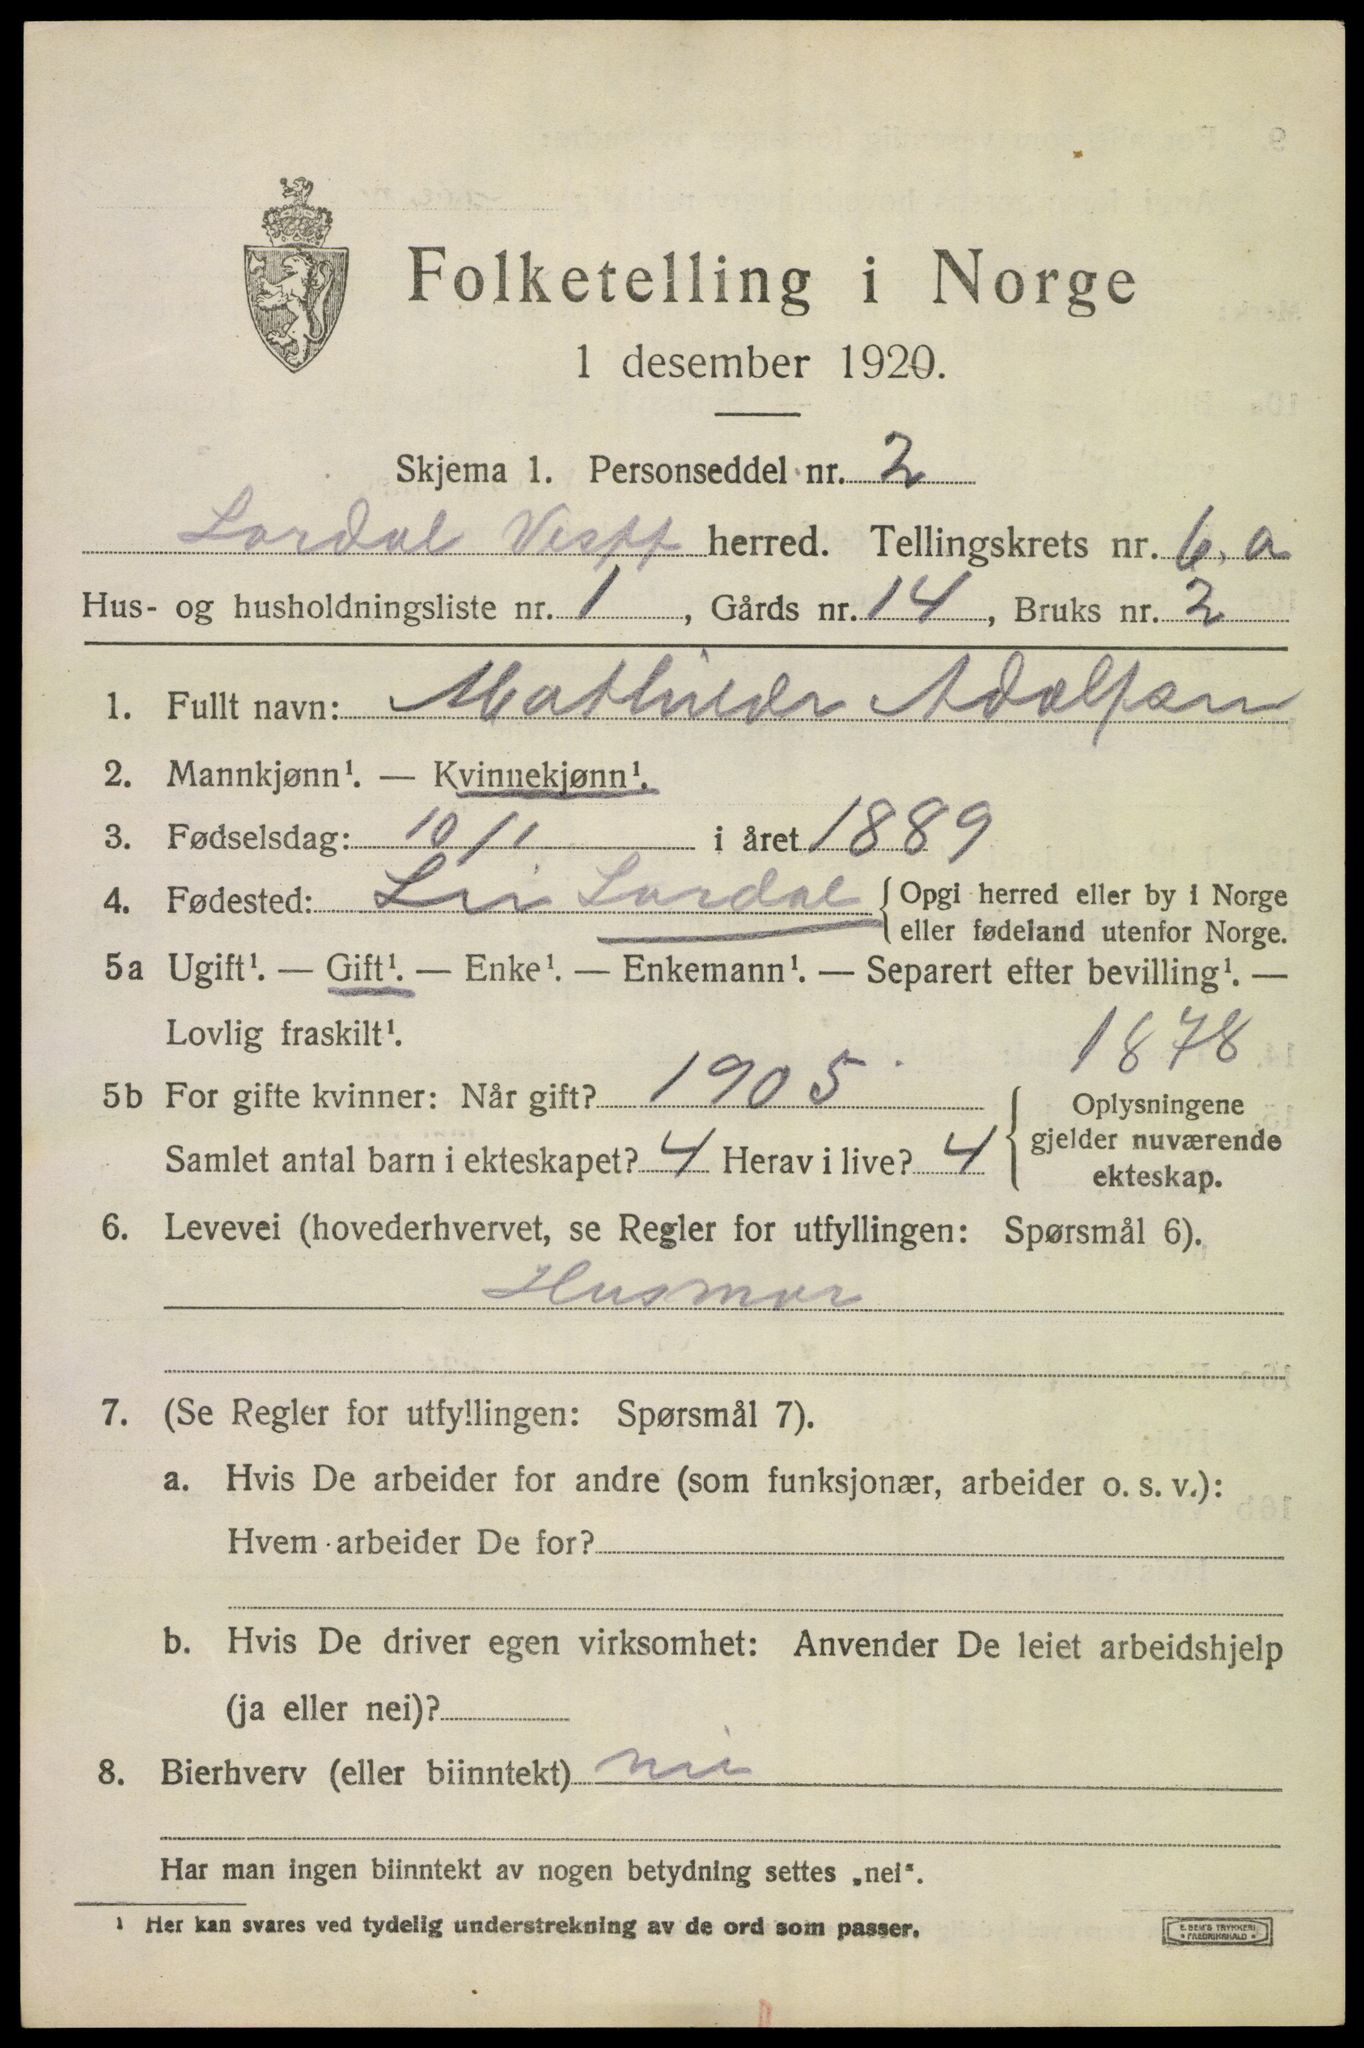 Folketelling i Norge
1 desember 1920.
Skjema 1. Personseddel nr. 2
Lardal Vestf herred. Tellingskrets nr. 6. a
Hus- og husholdningsliste nr. 1, Gårds nr. 14, Bruks nr. 2
1. Fullt navn: Mathilde Adolfsen
2. Mannkjønn¹. — Kvinnekjønn¹.
3. Fødselsdag: 10/1 i året 1889
4. Fødested: Lardal { Opgi herred eller by i Norge
eller fødeland utenfor Norge.
5a Ugift¹. — Gift¹. — Enke¹. — Enkemann¹. — Separert efter bevilling¹. —
Lovlig fraskilt¹. 1878
5b For gifte kvinner: Når gift? 1905 { Oplysningene
gjelder nuværende
Samlet antal barn i ekteskapet? 4 Herav i live? 4
ekteskap.
6. Levevei (hovederhvervet, se Regler for utfyllingen: Spørsmål 6).
Husmor
7. (Se Regler for utfyllingen: Spørsmål 7).
a. Hvis De arbeider for andre (som funksjonær, arbeider o. s. v.):
Hvem arbeider De for?
b. Hvis De driver egen virksomhet: Anvender De leiet arbeidshjelp
(ja eller nei)?
8. Bierhverv (eller biinntekt) nei
Har man ingen biinntekt av nogen betydning settes „nei“.
¹ Her kan svares ved tydelig understrekning av de ord som passer.
E. SEM'S TRYKKERI
FREDRIKSHALD